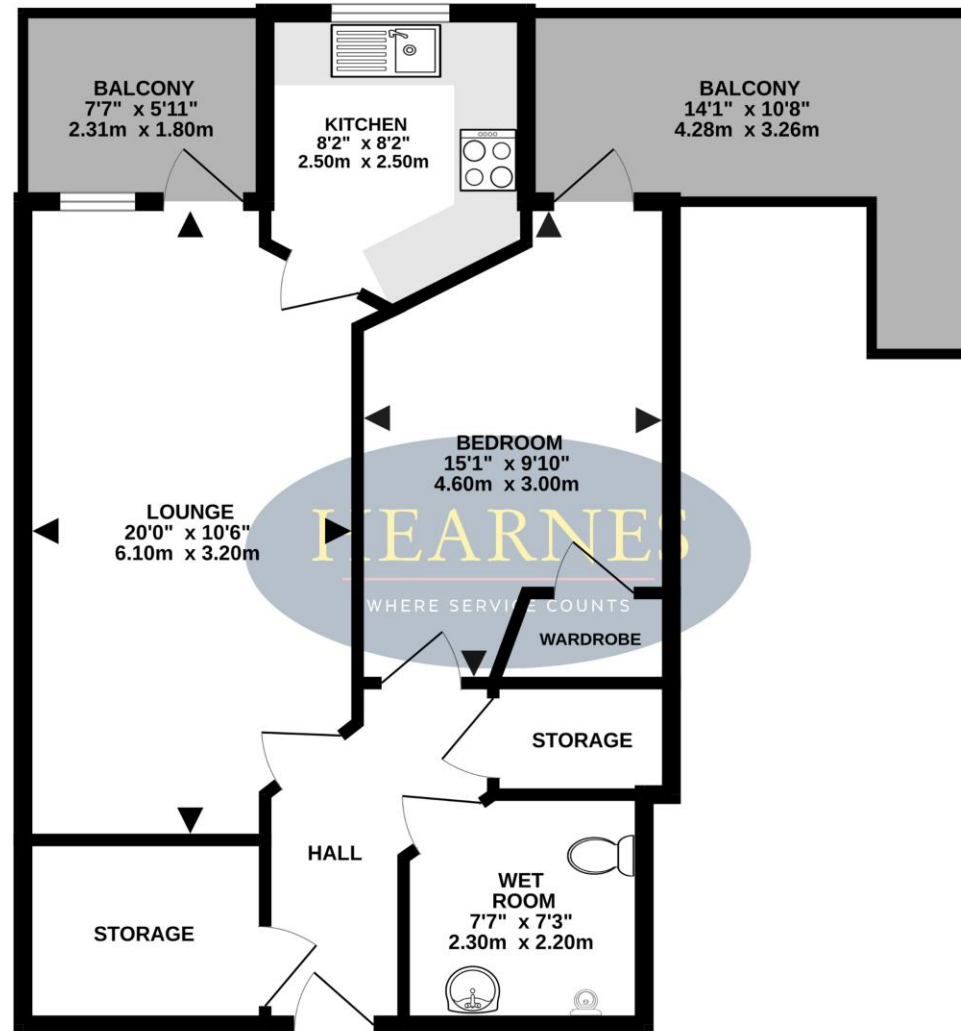 BALCONY
7'7" x 5'11"
2.31m x 1.80m
KITCHEN
8'2" x 8'2"
2.50m x 2.50m
BALCONY
14'1" x 10'8"
4.28m x 3.26m
BEDROOM
15'1" x 9'10"
4.60m x 3.00m
LOUNGE
20'0" x 10'6"
6.10m x 3.20m
HEARNES
WHERE SERVICE COUNTS
WARDROBE
STORAGE
HALL
WET
ROOM
7'7" x 7'3"
2.30m x 2.20m
STORAGE